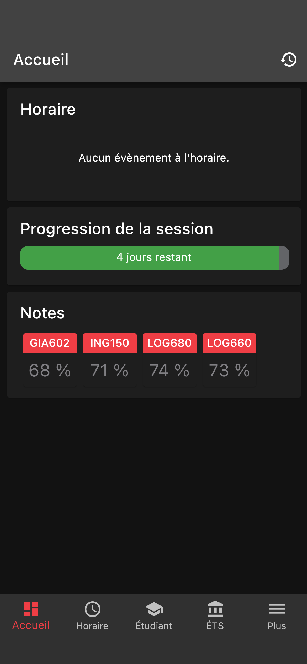 Accueil
Horaire
Aucun évènement à l'horaire.
Progression de la session
4 jours restant
Notes
GIA602 ING150 LOG680 LOG660
68 % 71 % 74 % 73 %
Accueil Horaire Étudiant ÉTS Plus